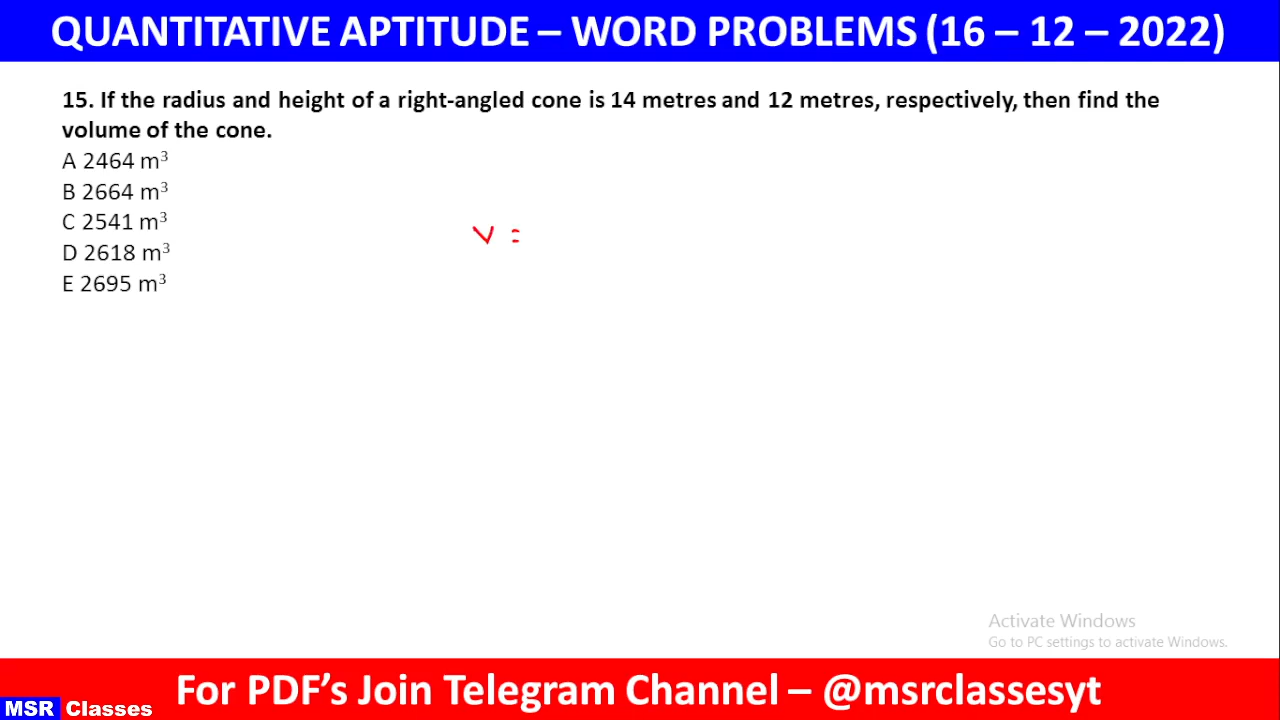 QUANTITATIVE APTITUDE – WORD PROBLEMS (16 – 12 – 2022)
15. If the radius and height of a right-angled cone is 14 metres and 12 metres, respectively, then find the
volume of the cone.
A 2464 m³
B 2664 m³
C 2541 m³
D 2618 m³
E 2695 m³
V =
Activate Windows
Go to PC settings to activate Windows.
For PDF’s Join Telegram Channel – @msrclassesyt
MSR Classes